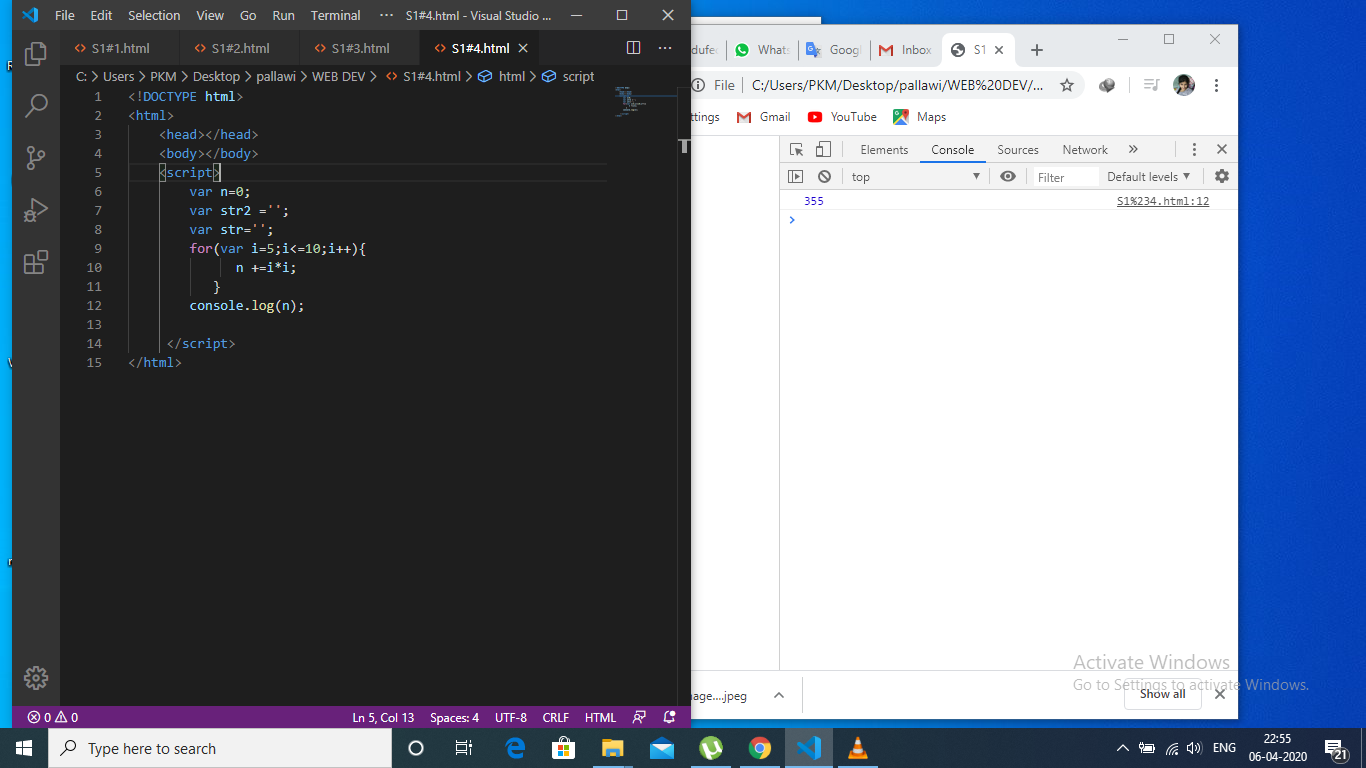 File Edit Selection View Go Run Terminal ··· S1#4.html - Visual Studio ...
S1#1.html S1#2.html S1#3.html S1#4.html
C: > Users > PKM > Desktop > pallawi > WEB DEV > S1#4.html > html > script
1 <!DOCTYPE html>
2 <html>
3 <head></head>
4 <body></body>
5 <script>
6 var n=0;
7 var str2 ='';
8 var str='';
9 for(var i=5;i<=10;i++){
10 n +=i*i;
11 }
12 console.log(n);
13
14 </script>
15 </html>
0 0 Ln 5, Col 13 Spaces: 4 UTF-8 CRLF HTML
dufe Whats Googl Inbox S1
File C:/Users/PKM/Desktop/pallawi/WEB%20DEV/...
ttings Gmail YouTube Maps
Elements Console Sources Network »
top Filter Default levels
355 S1%234.html:12
>
Activate Windows
Go to Settings to activate Windows.
nage....jpeg Show all
Type here to search
ENG 22:55
06-04-2020
21